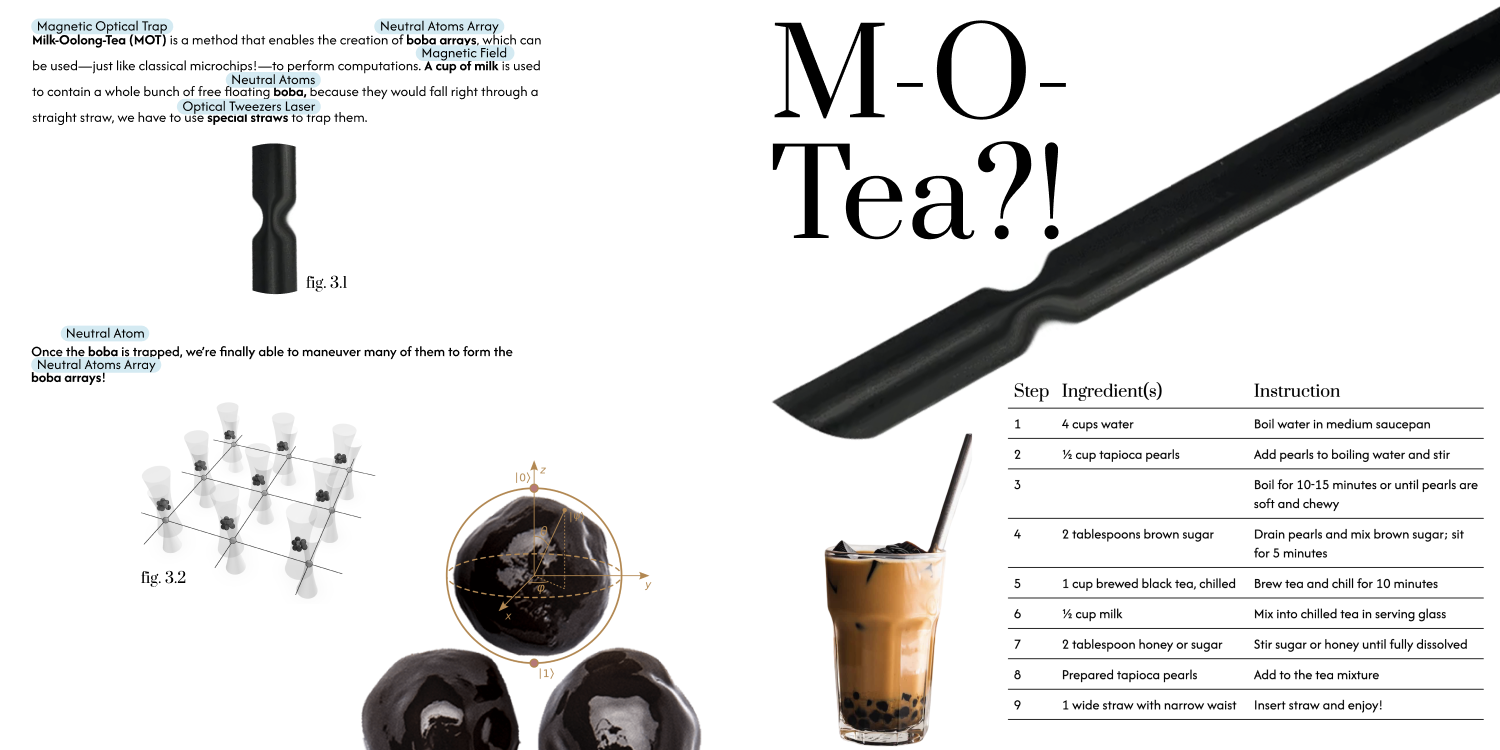 Magnetic Optical Trap Neutral Atoms Array
Milk-Oolong-Tea (MOT) is a method that enables the creation of boba arrays, which can
Magnetic Field
be used—just like classical microchips!—to perform computations. A cup of milk is used
Neutral Atoms
to contain a whole bunch of free floating boba, because they would fall right through a
Optical Tweezers Laser
straight straw, we have to use special straws to trap them.
fig. 3.1
Neutral Atom
Once the boba is trapped, we're finally able to maneuver many of them to form the
Neutral Atoms Array
boba arrays!
fig. 3.2
|0⟩ z
θ
φ
y
x
|1⟩
M-O-
Tea?!
Step Ingredient(s) Instruction
1 4 cups water Boil water in medium saucepan
2 ½ cup tapioca pearls Add pearls to boiling water and stir
3 Boil for 10-15 minutes or until pearls are
soft and chewy
4 2 tablespoons brown sugar Drain pearls and mix brown sugar; sit
for 5 minutes
5 1 cup brewed black tea, chilled Brew tea and chill for 10 minutes
6 ½ cup milk Mix into chilled tea in serving glass
7 2 tablespoon honey or sugar Stir sugar or honey until fully dissolved
8 Prepared tapioca pearls Add to the tea mixture
9 1 wide straw with narrow waist Insert straw and enjoy!